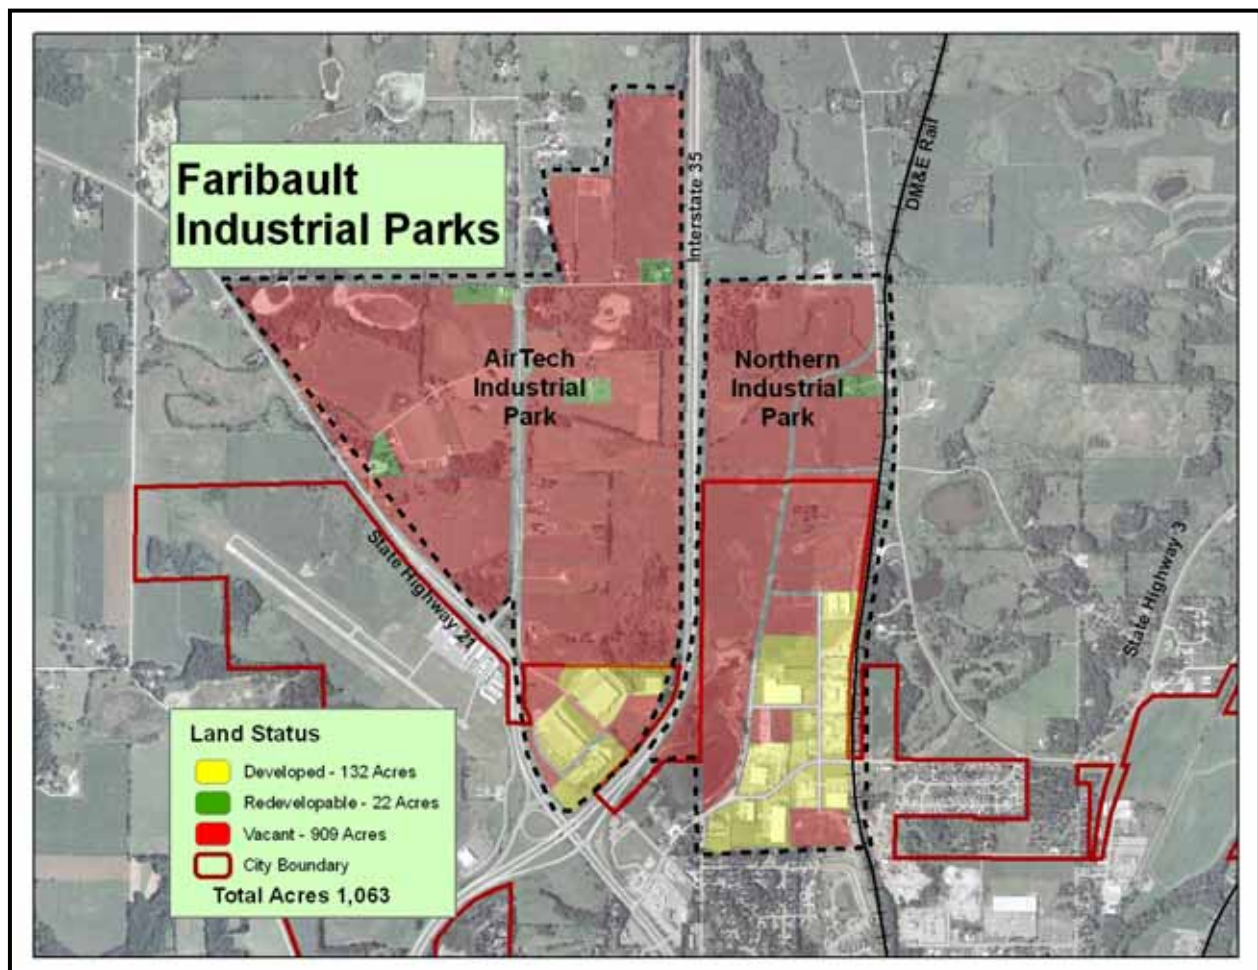 Faribault
Industrial Parks
Interstate 35
DM&E Rail
AirTech
Industrial
Park
Northern
Industrial
Park
State Highway 21
State Highway 3
Land Status
Developed - 132 Acres
Redevelopable - 22 Acres
Vacant - 909 Acres
City Boundary
Total Acres 1,063